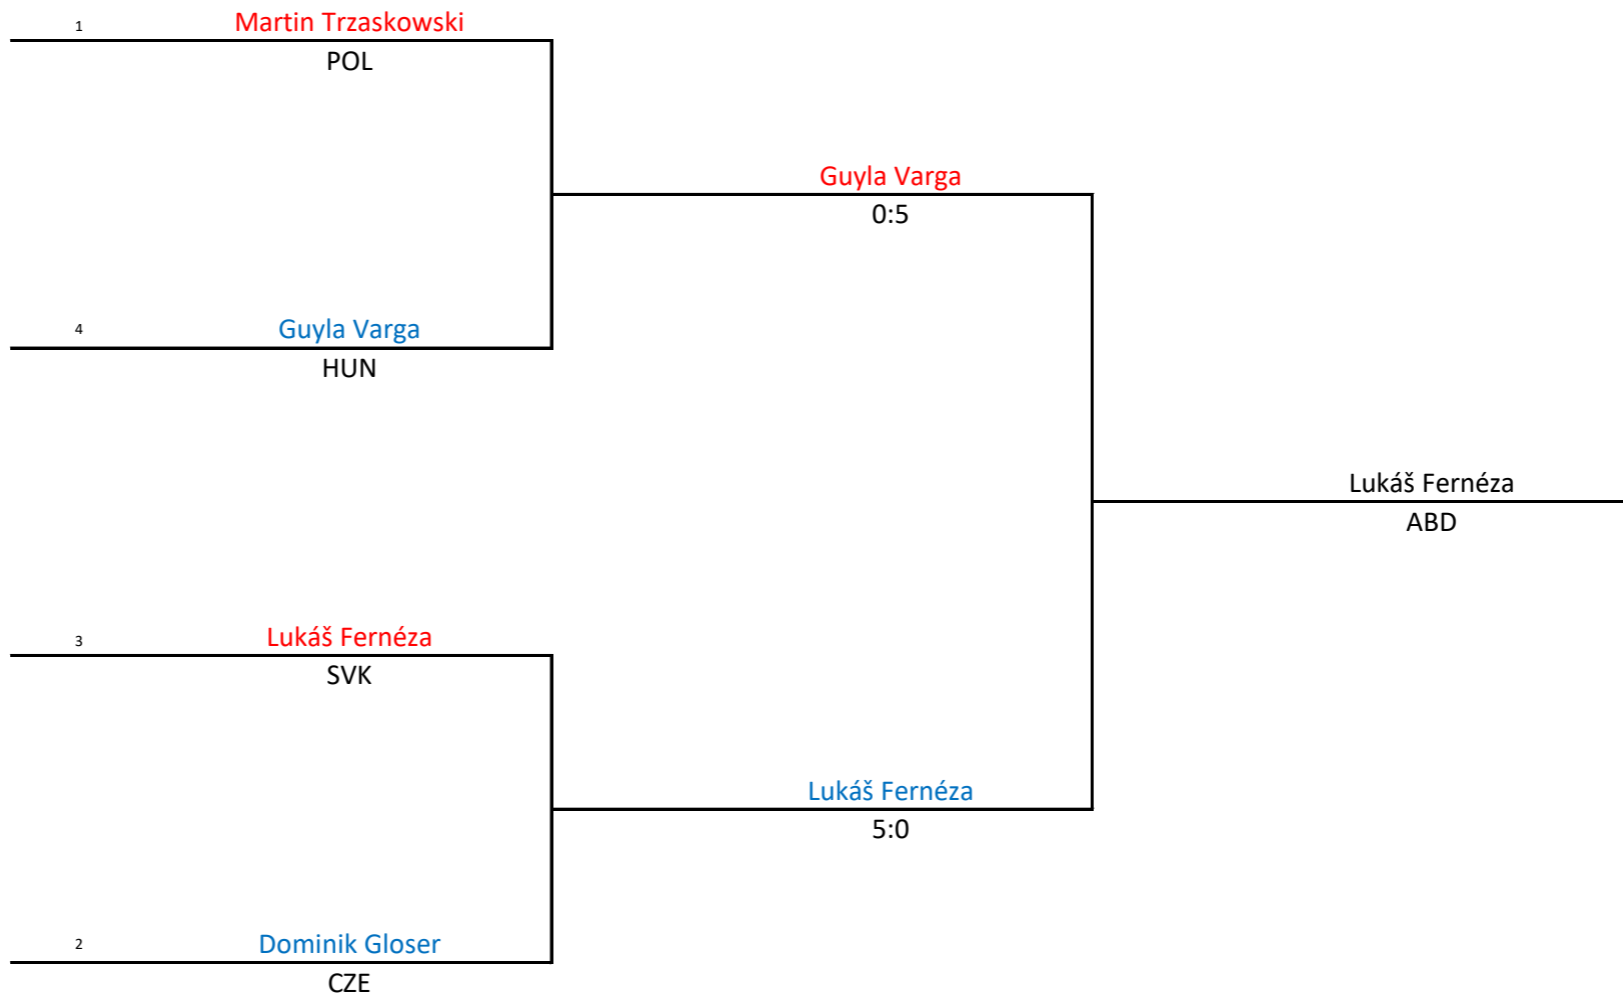 1
Martin Trzaskowski
POL
Guyla Varga
0:5
4
Guyla Varga
HUN
Lukáš Fernéza
ABD
3
Lukáš Fernéza
SVK
Lukáš Fernéza
5:0
2
Dominik Gloser
CZE